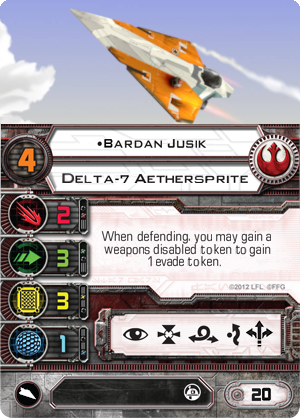 •Bardan Jusik
4
Delta-7 Aethersprite
2
3
3
1
When defending, you may gain a
weapons disabled token to gain
1 evade token.
©2012 LFL ©FFG
20